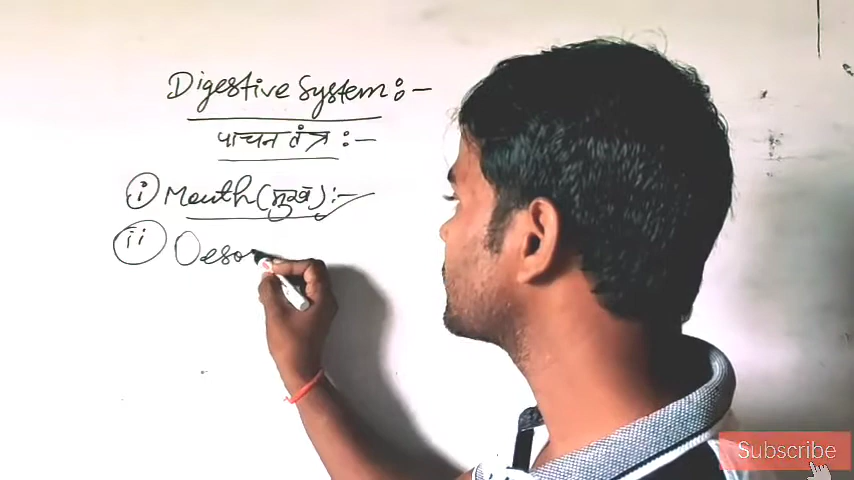 Digestive System :-
पाचन तंत्र :-
(i) Mouth (मुख) :-
(ii) Oeso
Subscribe